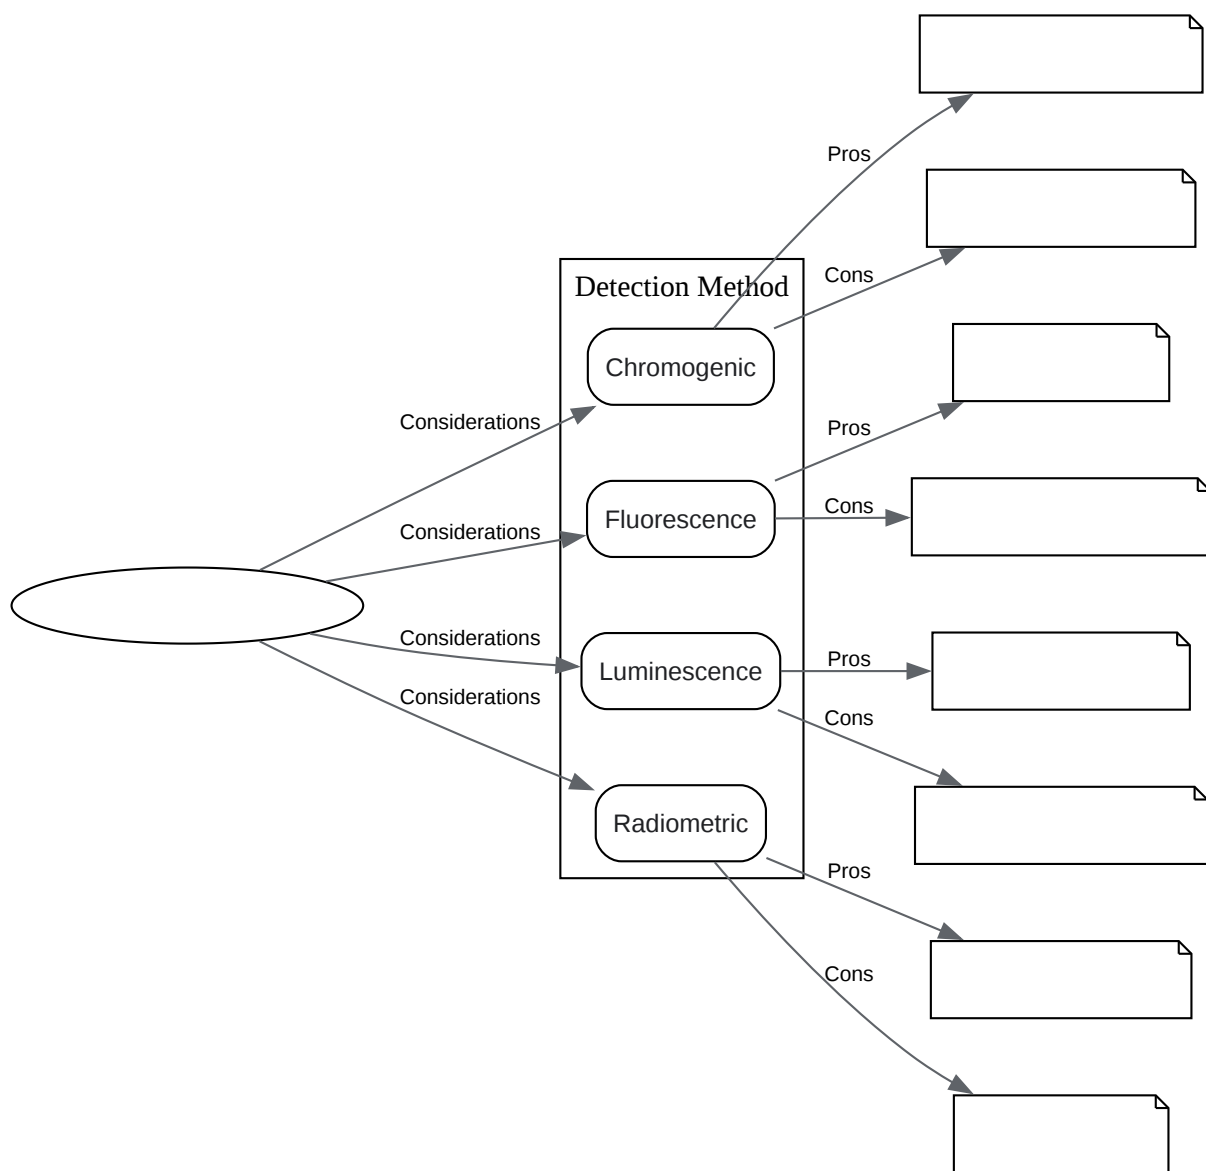 Pros
Cons
Detection Method
Chromogenic
Considerations
Pros
Cons
Considerations
Fluorescence
Considerations
Luminescence
Pros
Considerations
Cons
Radiometric
Pros
Cons